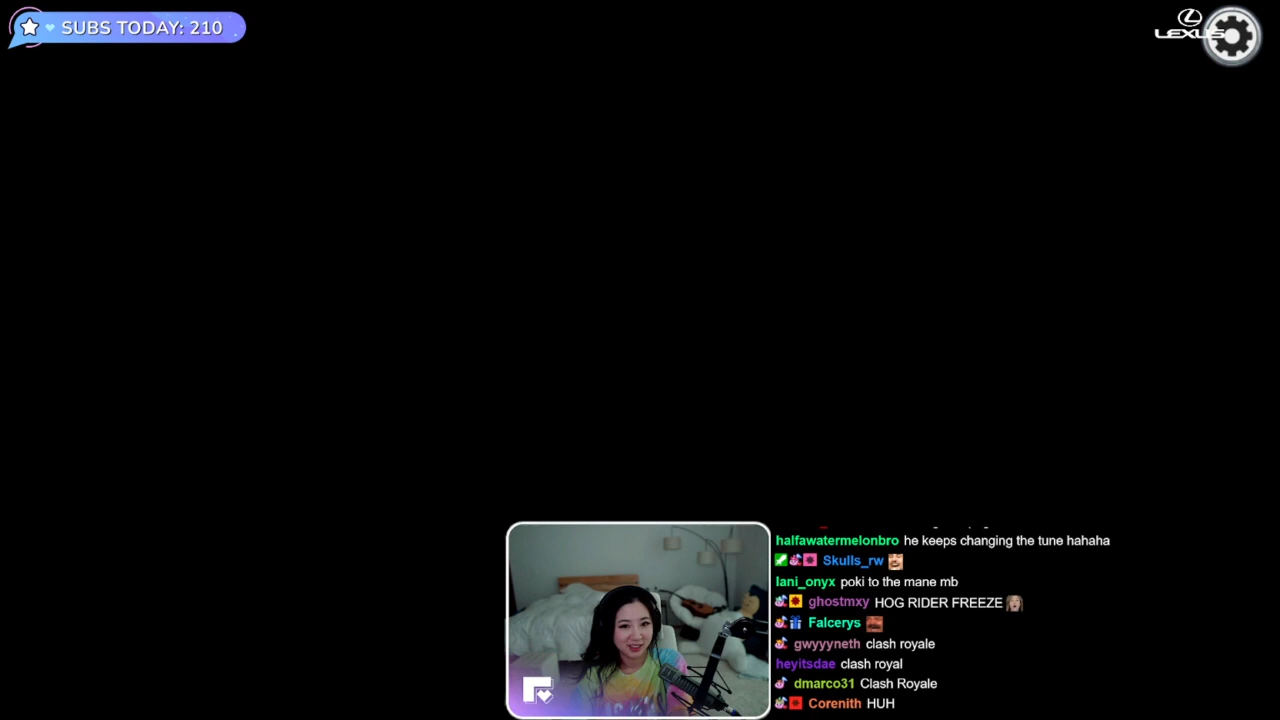 SUBS TODAY: 210
LEXUS
halfawatermelonbro he keeps changing the tune hahaha
Skulls_rw
lani_onyx poki to the mane mb
ghostmxy HOG RIDER FREEZE
Falcerys
gwyyyneth clash royale
heyitsdae clash royal
dmarco31 Clash Royale
Corenith HUH